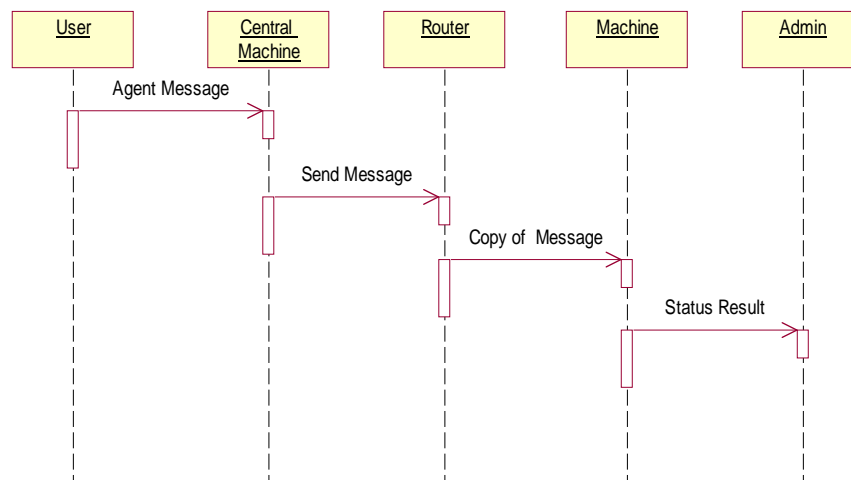 User
Central
Machine
Router
Machine
Admin
Agent Message
Send Message
Copy of  Message
Status Result